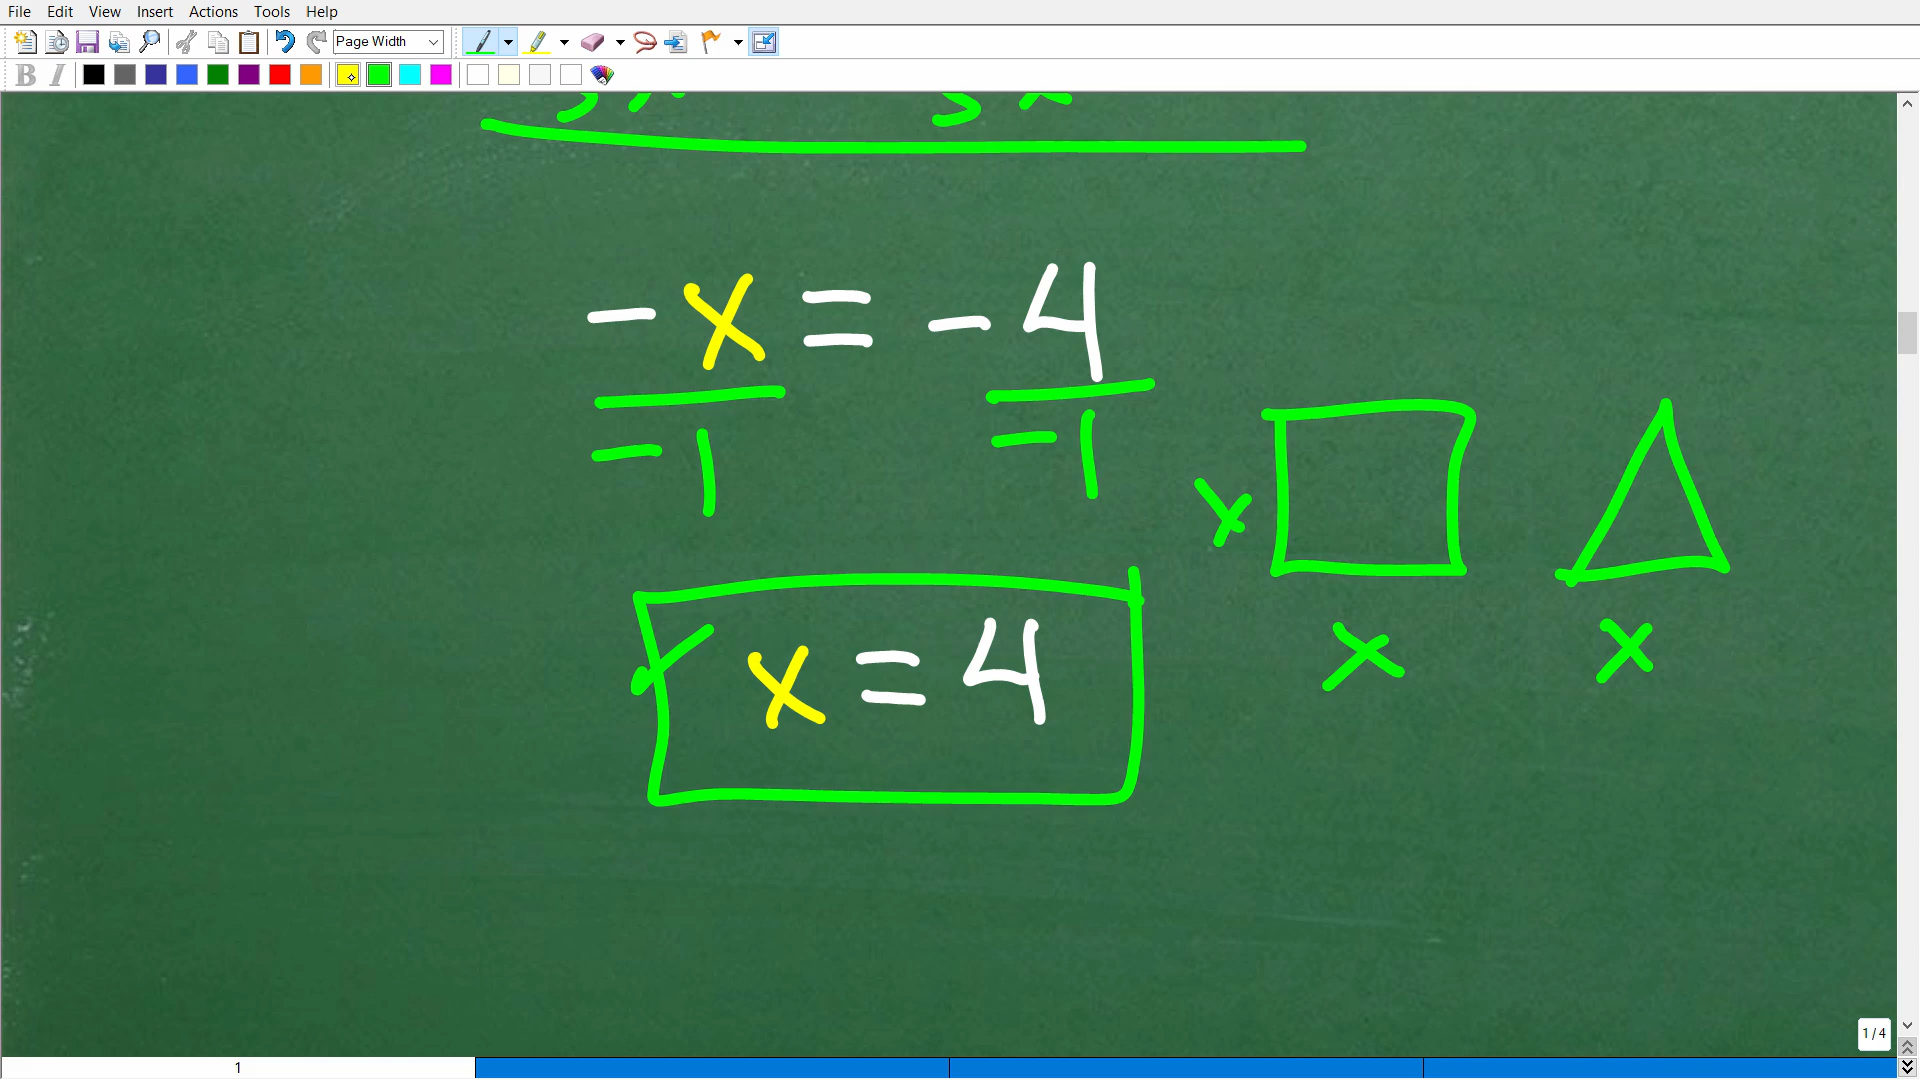 File Edit View Insert Actions Tools Help
Page Width
B I
-x = -4
-1 -1
x
x = 4
x x
1 / 4
1